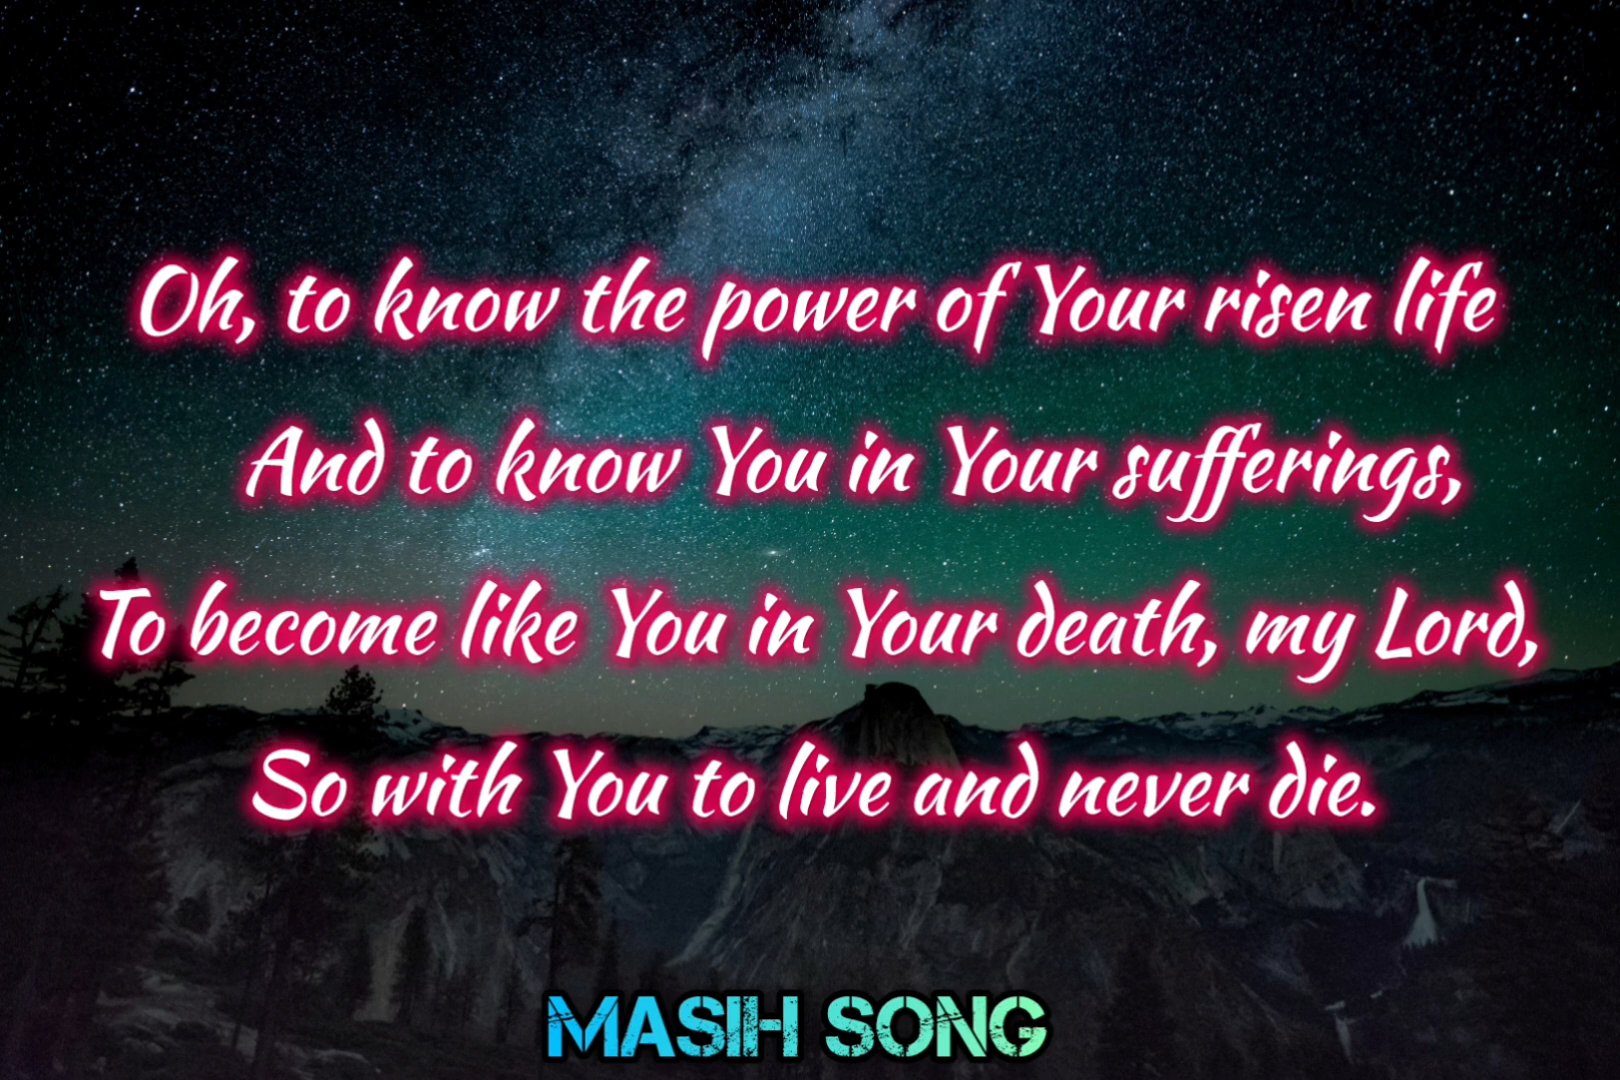 Oh, to know the power of Your risen life
And to know You in Your sufferings,
To become like You in Your death, my Lord,
So with You to live and never die.
MASIH SONG